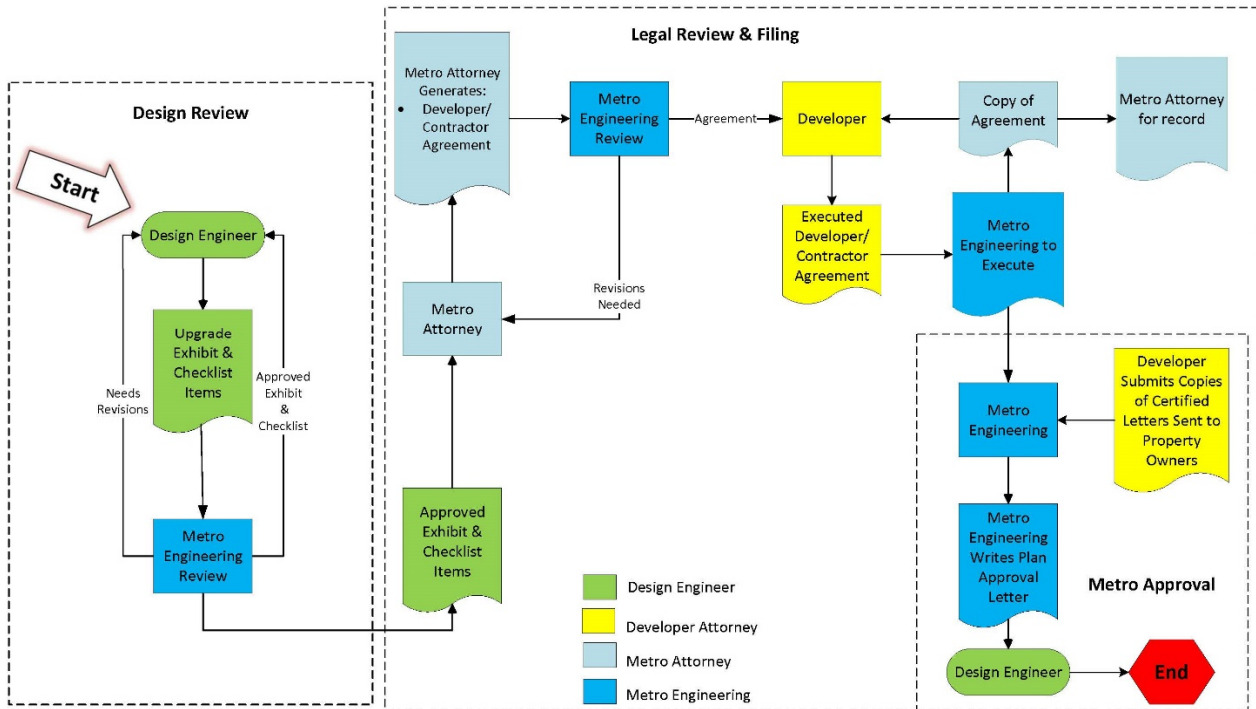 Legal Review & Filing
Design Review
Start
Design Engineer
Upgrade
Exhibit &
Checklist
Items
Needs
Revisions
Approved
Exhibit
&
Checklist
Metro
Engineering
Review
Metro Attorney
Generates:
• Developer/
Contractor
Agreement
Metro
Engineering
Review
Agreement
Developer
Copy of
Agreement
Metro Attorney
for record
Executed
Developer/
Contractor
Agreement
Metro
Engineering to
Execute
Revisions
Needed
Metro
Attorney
Approved
Exhibit &
Checklist
Items
Metro
Engineering
Developer
Submits Copies
of Certified
Letters Sent to
Property
Owners
Metro
Engineering
Writes Plan
Approval
Letter
Metro Approval
Design Engineer
End
Design Engineer
Developer Attorney
Metro Attorney
Metro Engineering